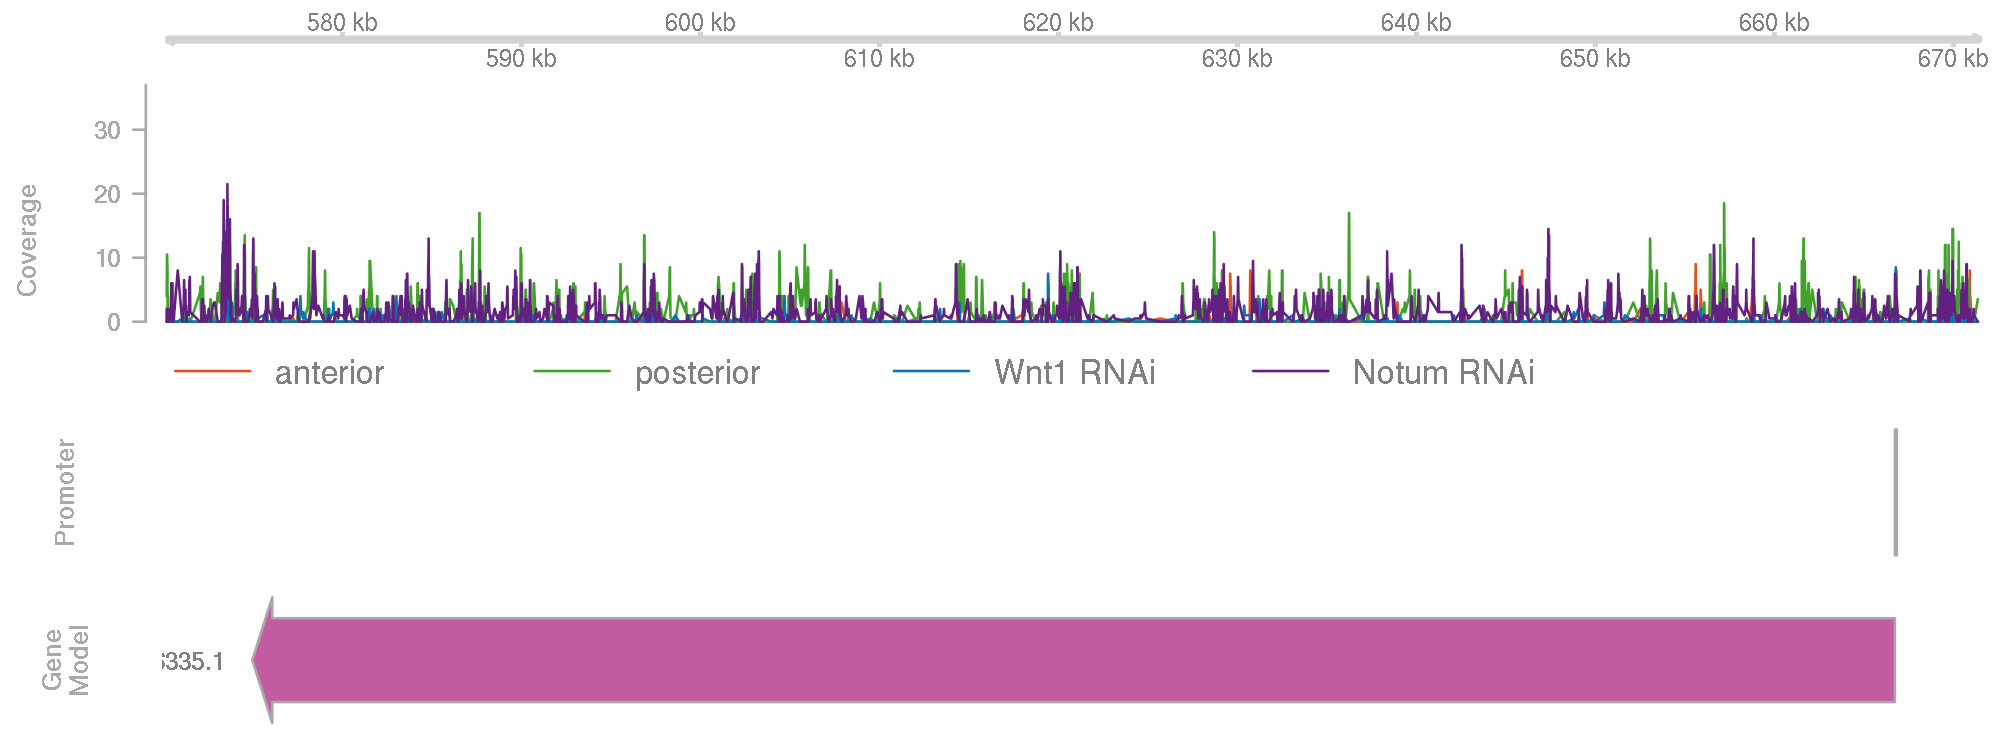 580 kb 600 kb 620 kb 640 kb 660 kb
590 kb 610 kb 630 kb 650 kb 670 kb
Coverage
30
20
10
0
0
anterior posterior Wnt1 RNAi Notum RNAi
Promoter
Gene
Model
335.1